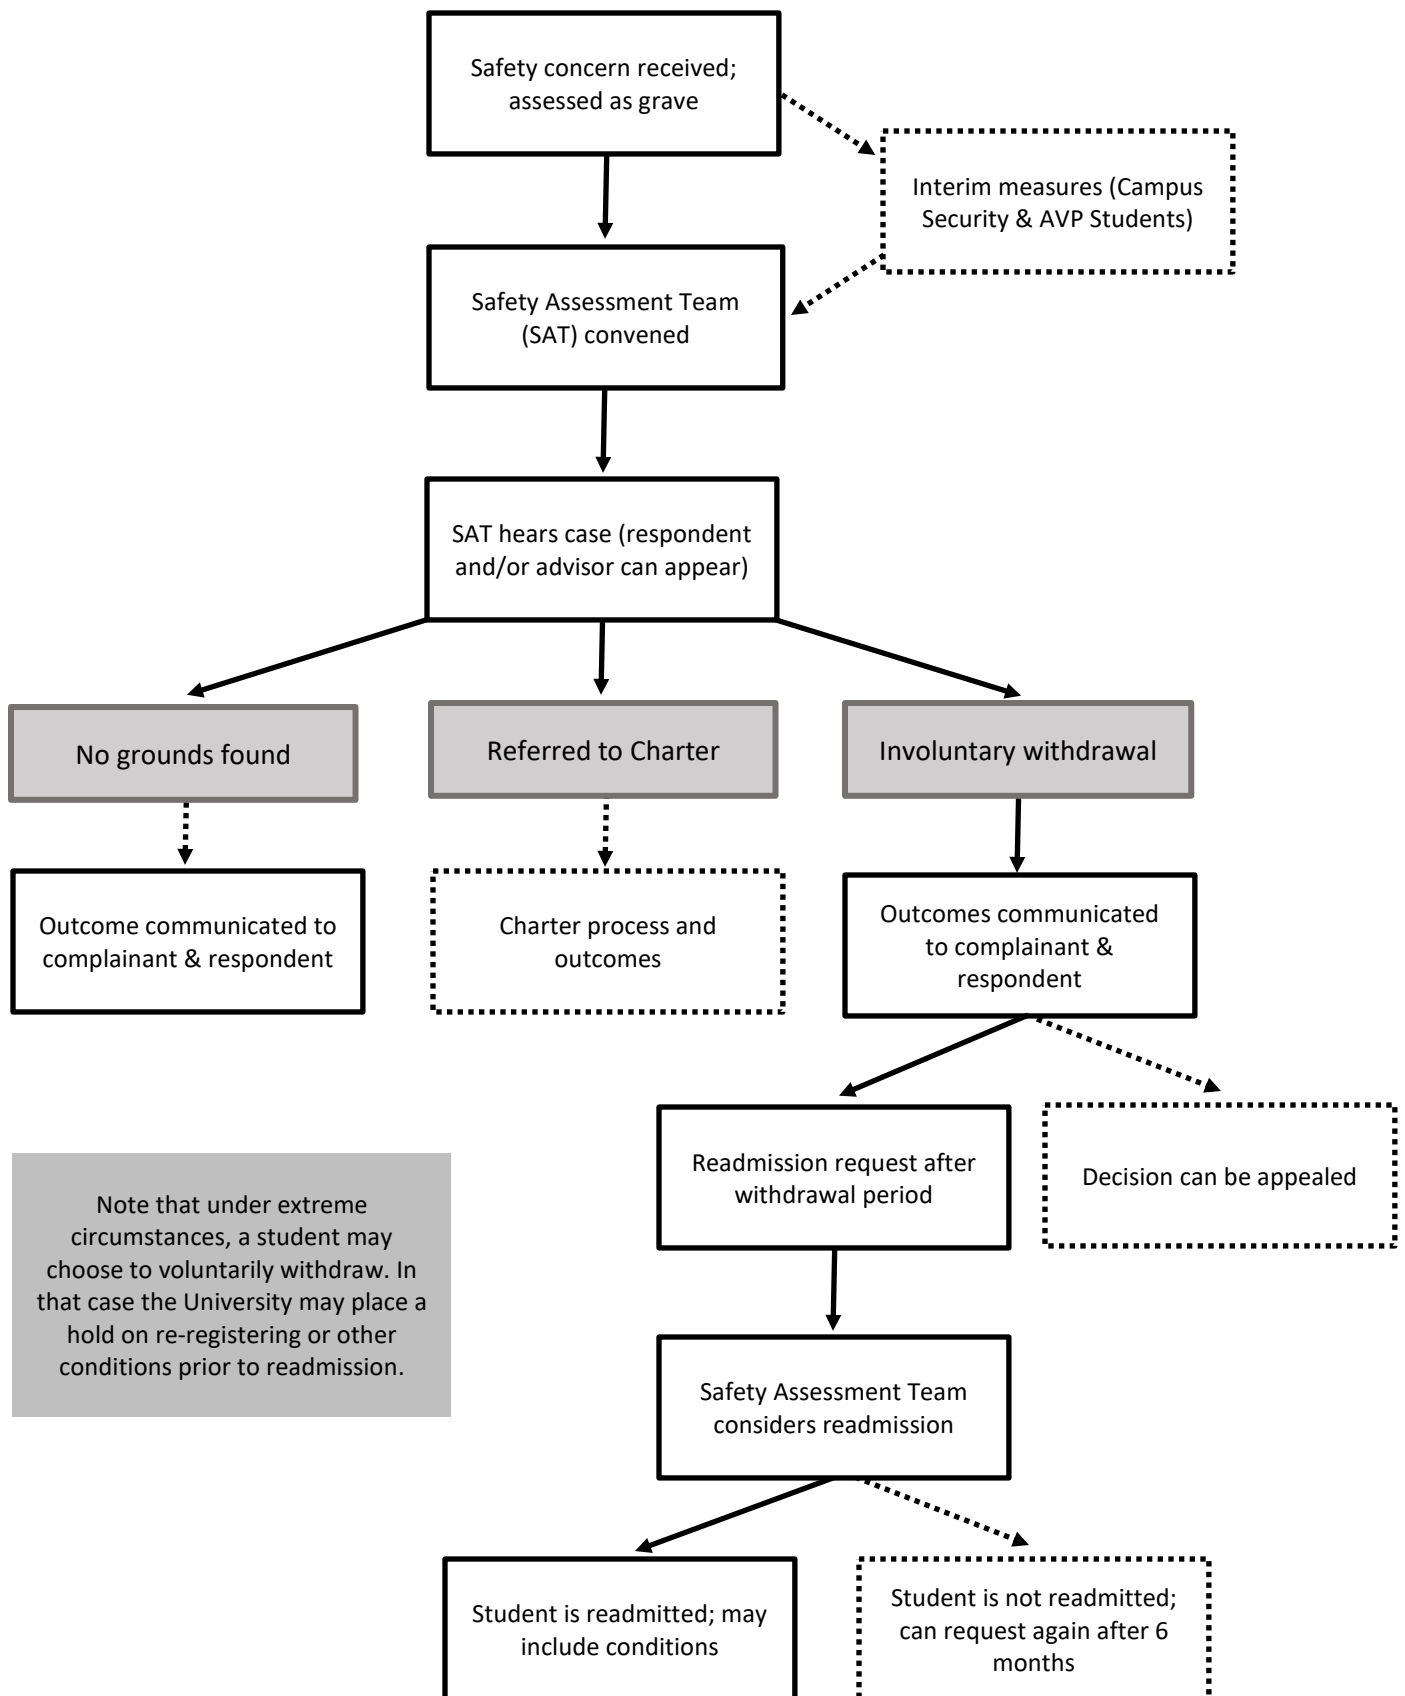 Safety concern received;
assessed as grave
Interim measures (Campus
Security & AVP Students)
Safety Assessment Team
(SAT) convened
SAT hears case (respondent
and/or advisor can appear)
No grounds found
Referred to Charter
Involuntary withdrawal
Outcome communicated to
complainant & respondent
Charter process and
outcomes
Outcomes communicated
to complainant &
respondent
Readmission request after
withdrawal period
Decision can be appealed
Note that under extreme
circumstances, a student may
choose to voluntarily withdraw. In
that case the University may place a
hold on re-registering or other
conditions prior to readmission.
Safety Assessment Team
considers readmission
Student is readmitted; may
include conditions
Student is not readmitted;
can request again after 6
months